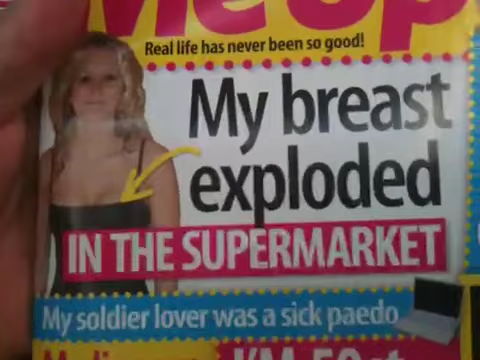 Real life has never been so good!
My breast
exploded
IN THE SUPERMARKET
My soldier lover was a sick paedo